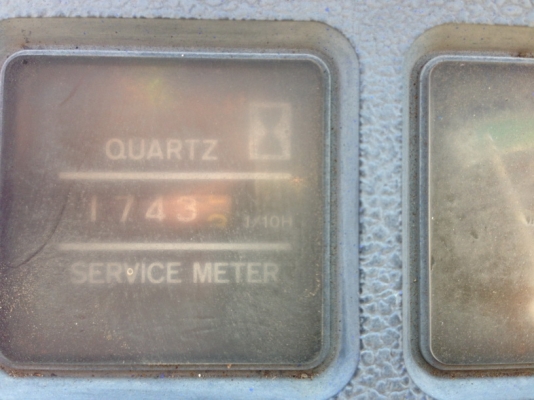 QUARTZ
1743 1/10H
SERVICE METER